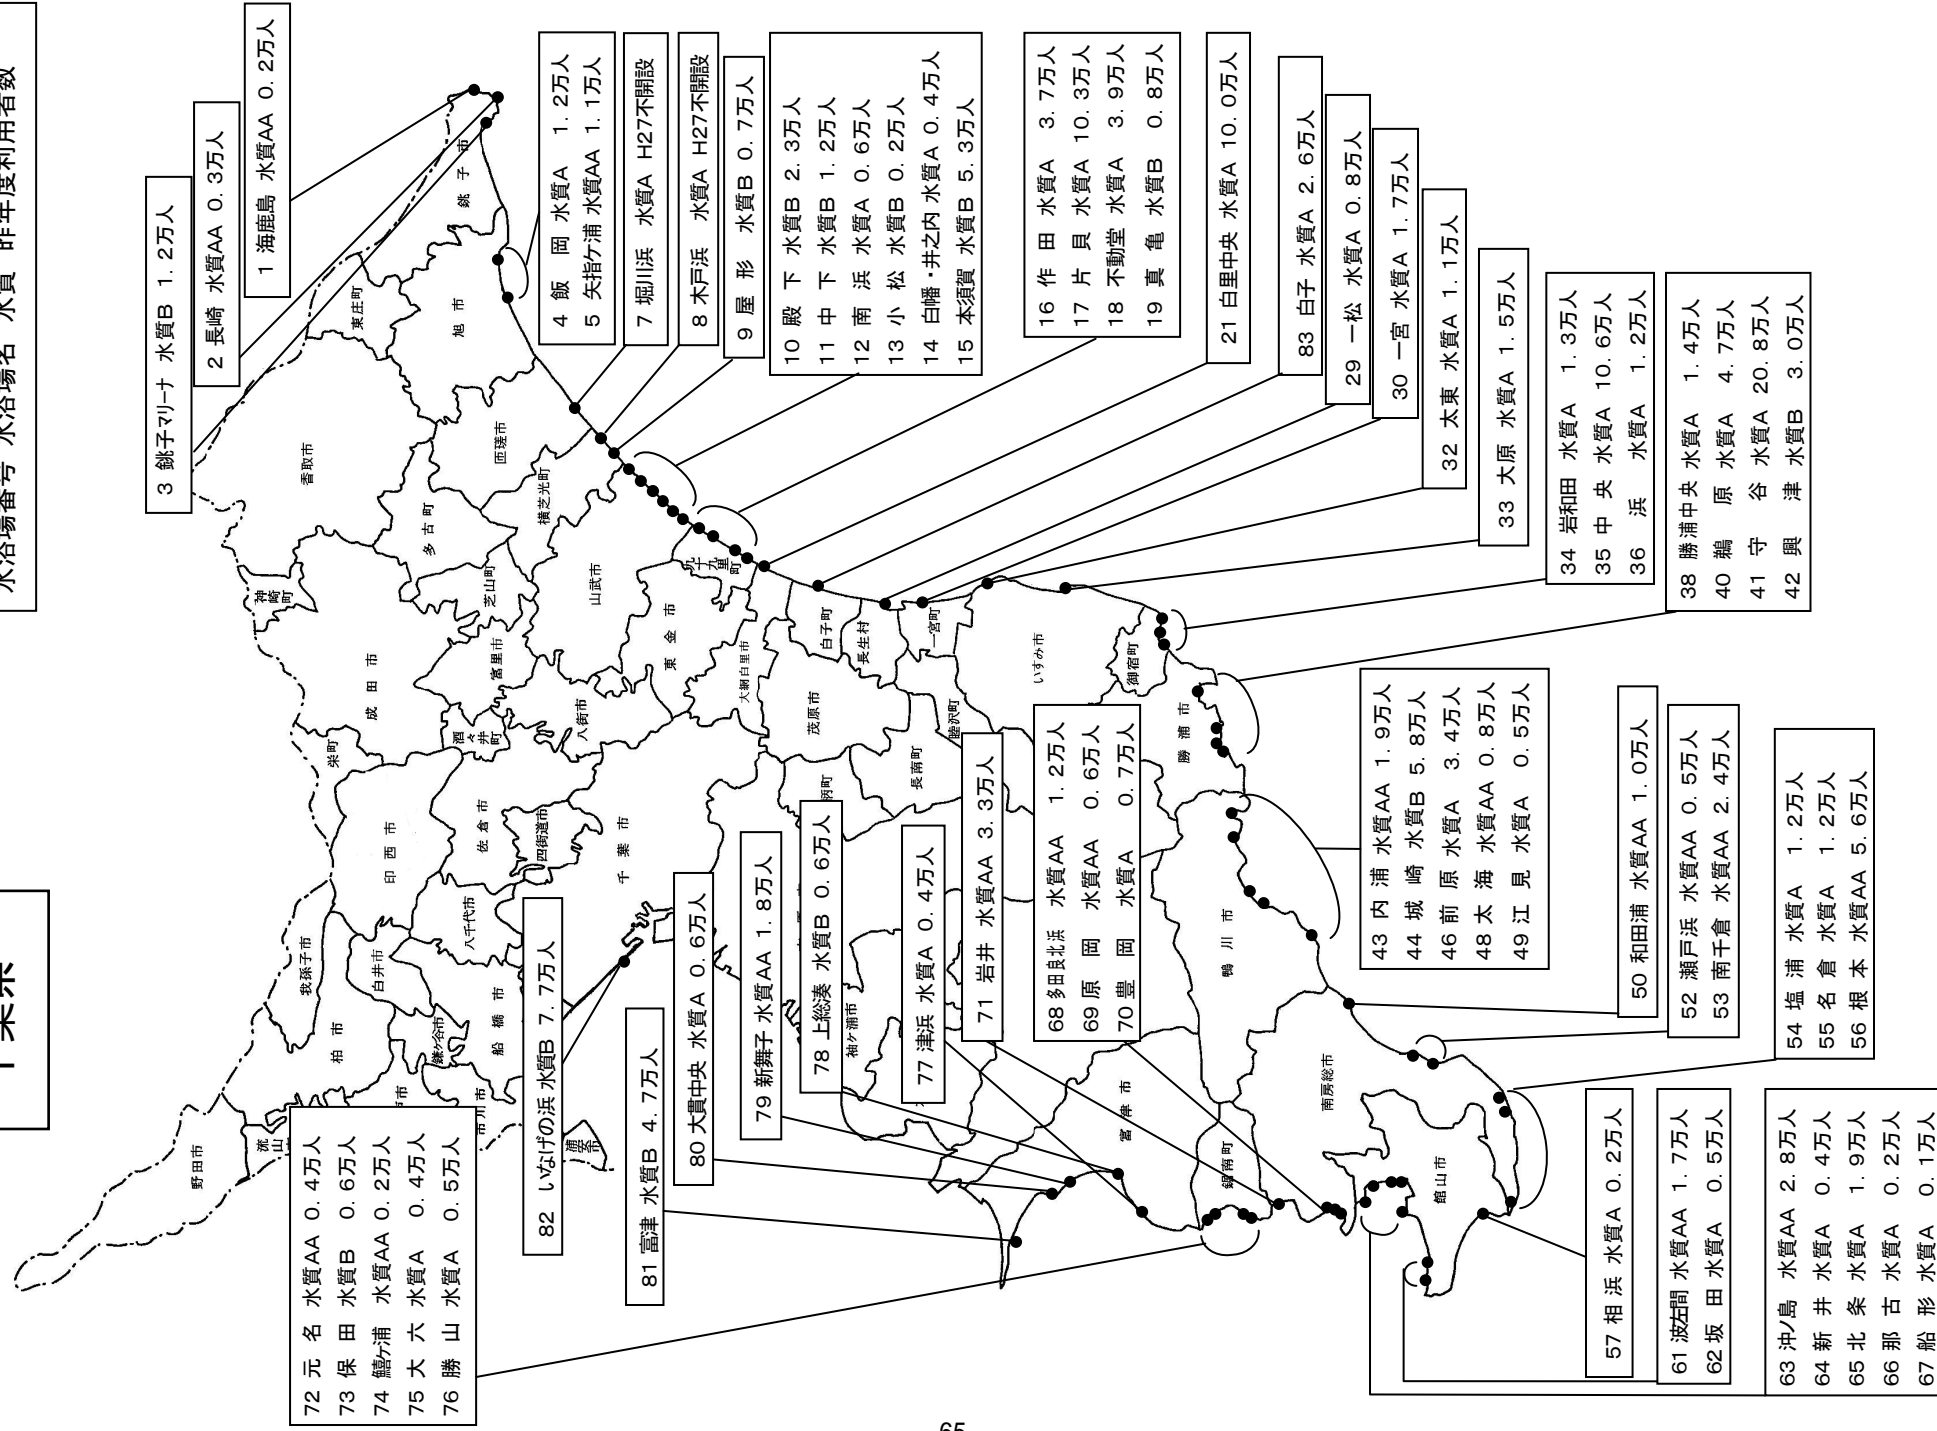 水浴場番号 水浴場名 水質 昨年度利用者数
千葉県
1 海鹿島 水質AA 0.2万人
2 長崎 水質AA 0.3万人
3 銚子マリーナ 水質B 1.2万人
4 飯岡 水質A 1.2万人
5 矢指ケ浦 水質AA 1.1万人
7 堀川浜 水質A H27不開設
8 木戸浜 水質A H27不開設
9 屋形 水質B 0.7万人
10 殿下 水質B 2.3万人
11 中下 水質B 1.2万人
12 南浜 水質A 0.6万人
13 小松 水質B 0.2万人
14 白幡・井之内 水質A 0.4万人
15 本須賀 水質B 5.3万人
16 作田 水質A 3.7万人
17 片貝 水質A 10.3万人
18 不動堂 水質A 3.9万人
19 真亀 水質B 0.8万人
21 白里中央 水質A 10.0万人
83 白子 水質A 2.6万人
29 一松 水質A 0.8万人
30 一宮 水質A 1.7万人
32 太東 水質A 1.1万人
33 大原 水質A 1.5万人
34 岩和田 水質A 1.3万人
35 中央 水質A 10.6万人
36 浜 水質A 1.2万人
38 勝浦中央 水質A 1.4万人
40 鵜原 水質A 4.7万人
41 守谷 水質A 20.8万人
42 興津 水質B 3.0万人
43 内浦 水質AA 1.9万人
44 城崎 水質B 5.8万人
46 前原 水質A 3.4万人
48 太海 水質AA 0.8万人
49 江見 水質A 0.5万人
50 和田浦 水質AA 1.0万人
52 瀬戸浜 水質AA 0.5万人
53 南千倉 水質AA 2.4万人
54 塩浦 水質A 1.2万人
55 名倉 水質A 1.2万人
56 根本 水質AA 5.6万人
57 相浜 水質A 0.2万人
61 波左間 水質AA 1.7万人
62 坂田 水質A 0.5万人
63 沖ノ島 水質AA 2.8万人
64 新井 水質A 0.4万人
65 北条 水質A 1.9万人
66 那古 水質A 0.2万人
67 船形 水質A 0.1万人
68 多田良北浜 水質AA 1.2万人
69 原岡 水質AA 0.6万人
70 豊岡 水質A 0.7万人
71 岩井 水質AA 3.3万人
72 元名 水質AA 0.4万人
73 保田 水質B 0.6万人
74 鱚ケ浦 水質AA 0.2万人
75 大六 水質A 0.4万人
76 勝山 水質A 0.5万人
77 津浜 水質A 0.4万人
78 上総湊 水質B 0.6万人
79 新舞子 水質AA 1.8万人
80 大貫中央 水質A 0.6万人
81 富津 水質B 4.7万人
82 いなげの浜 水質B 7.7万人
銚子市
東庄町
旭市
香取市
匝瑳市
多古町
横芝光町
神崎町
芝山町
山武市
九十九里町
成田市
富里市
東金市
大網白里市
白子町
長生村
一宮町
いすみ市
御宿町
栄町
酒々井町
八街市
茂原市
睦沢町
勝浦市
印西市
佐倉市
四街道市
千葉市
柄町
長南町
我孫子市
白井市
八千代市
鴨川市
柏市
鎌ケ谷市
船橋市
袖ケ浦市
野田市
流山
戸市
市川市
浦安市
富津市
鋸南町
南房総市
館山市
65